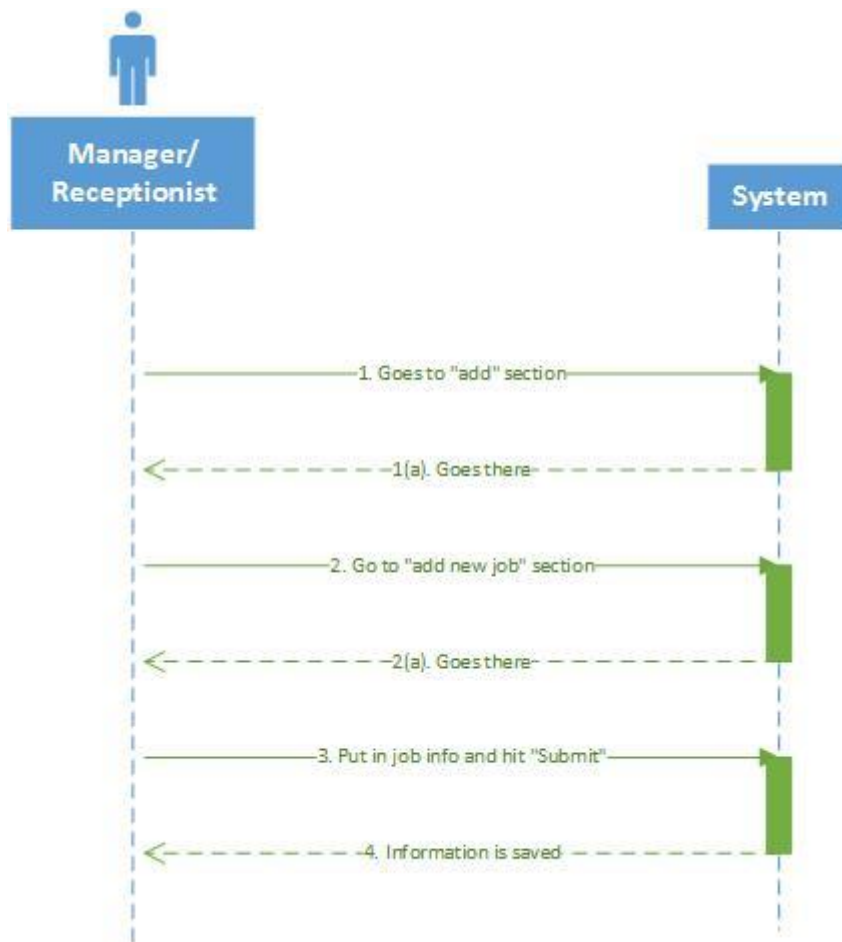 Manager/
Receptionist
System
1. Goes to "add" section
1(a). Goes there
2. Go to "add new job" section
2(a). Goes there
3. Put in job info and hit "Submit"
4. Information is saved